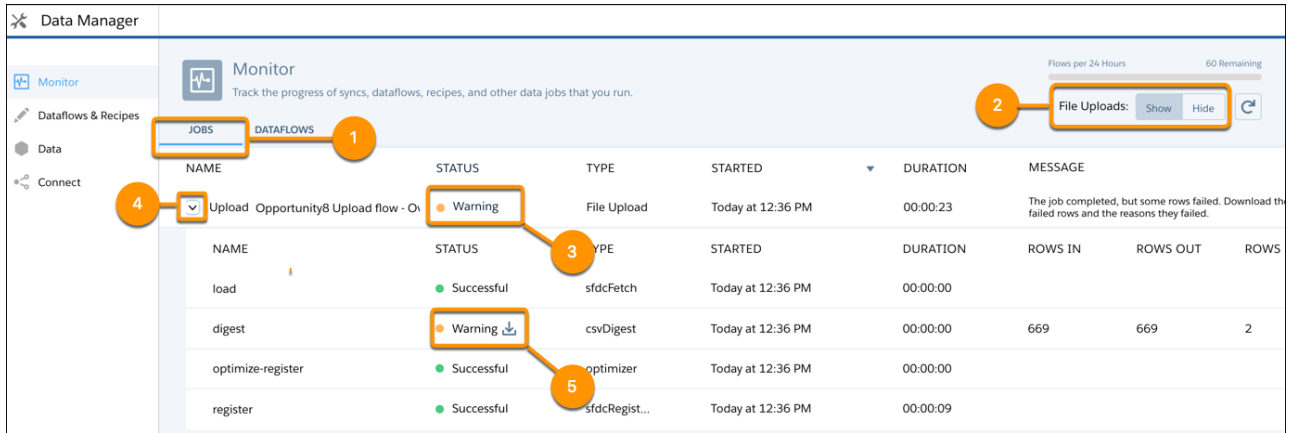 Data Manager
Monitor
Dataflows & Recipes
Data
Connect
Monitor
Track the progress of syncs, dataflows, recipes, and other data jobs that you run.
Flows per 24 Hours 60 Remaining
2 File Uploads: Show Hide
JOBS DATAFLOWS 1
NAME STATUS TYPE STARTED DURATION MESSAGE
4 Upload Opportunity8 Upload flow - Warning File Upload Today at 12:36 PM 00:00:23 The job completed, but some rows failed. Download
failed rows and the reasons they failed.
NAME STATUS 3 YPE STARTED DURATION ROWS IN ROWS OUT ROWS
load Successful sfdcFetch Today at 12:36 PM 00:00:00
digest Warning csvDigest Today at 12:36 PM 00:00:00 669 669 2
optimize-register Successful optimizer Today at 12:36 PM 00:00:00
5
register Successful sfdcRegist... Today at 12:36 PM 00:00:09